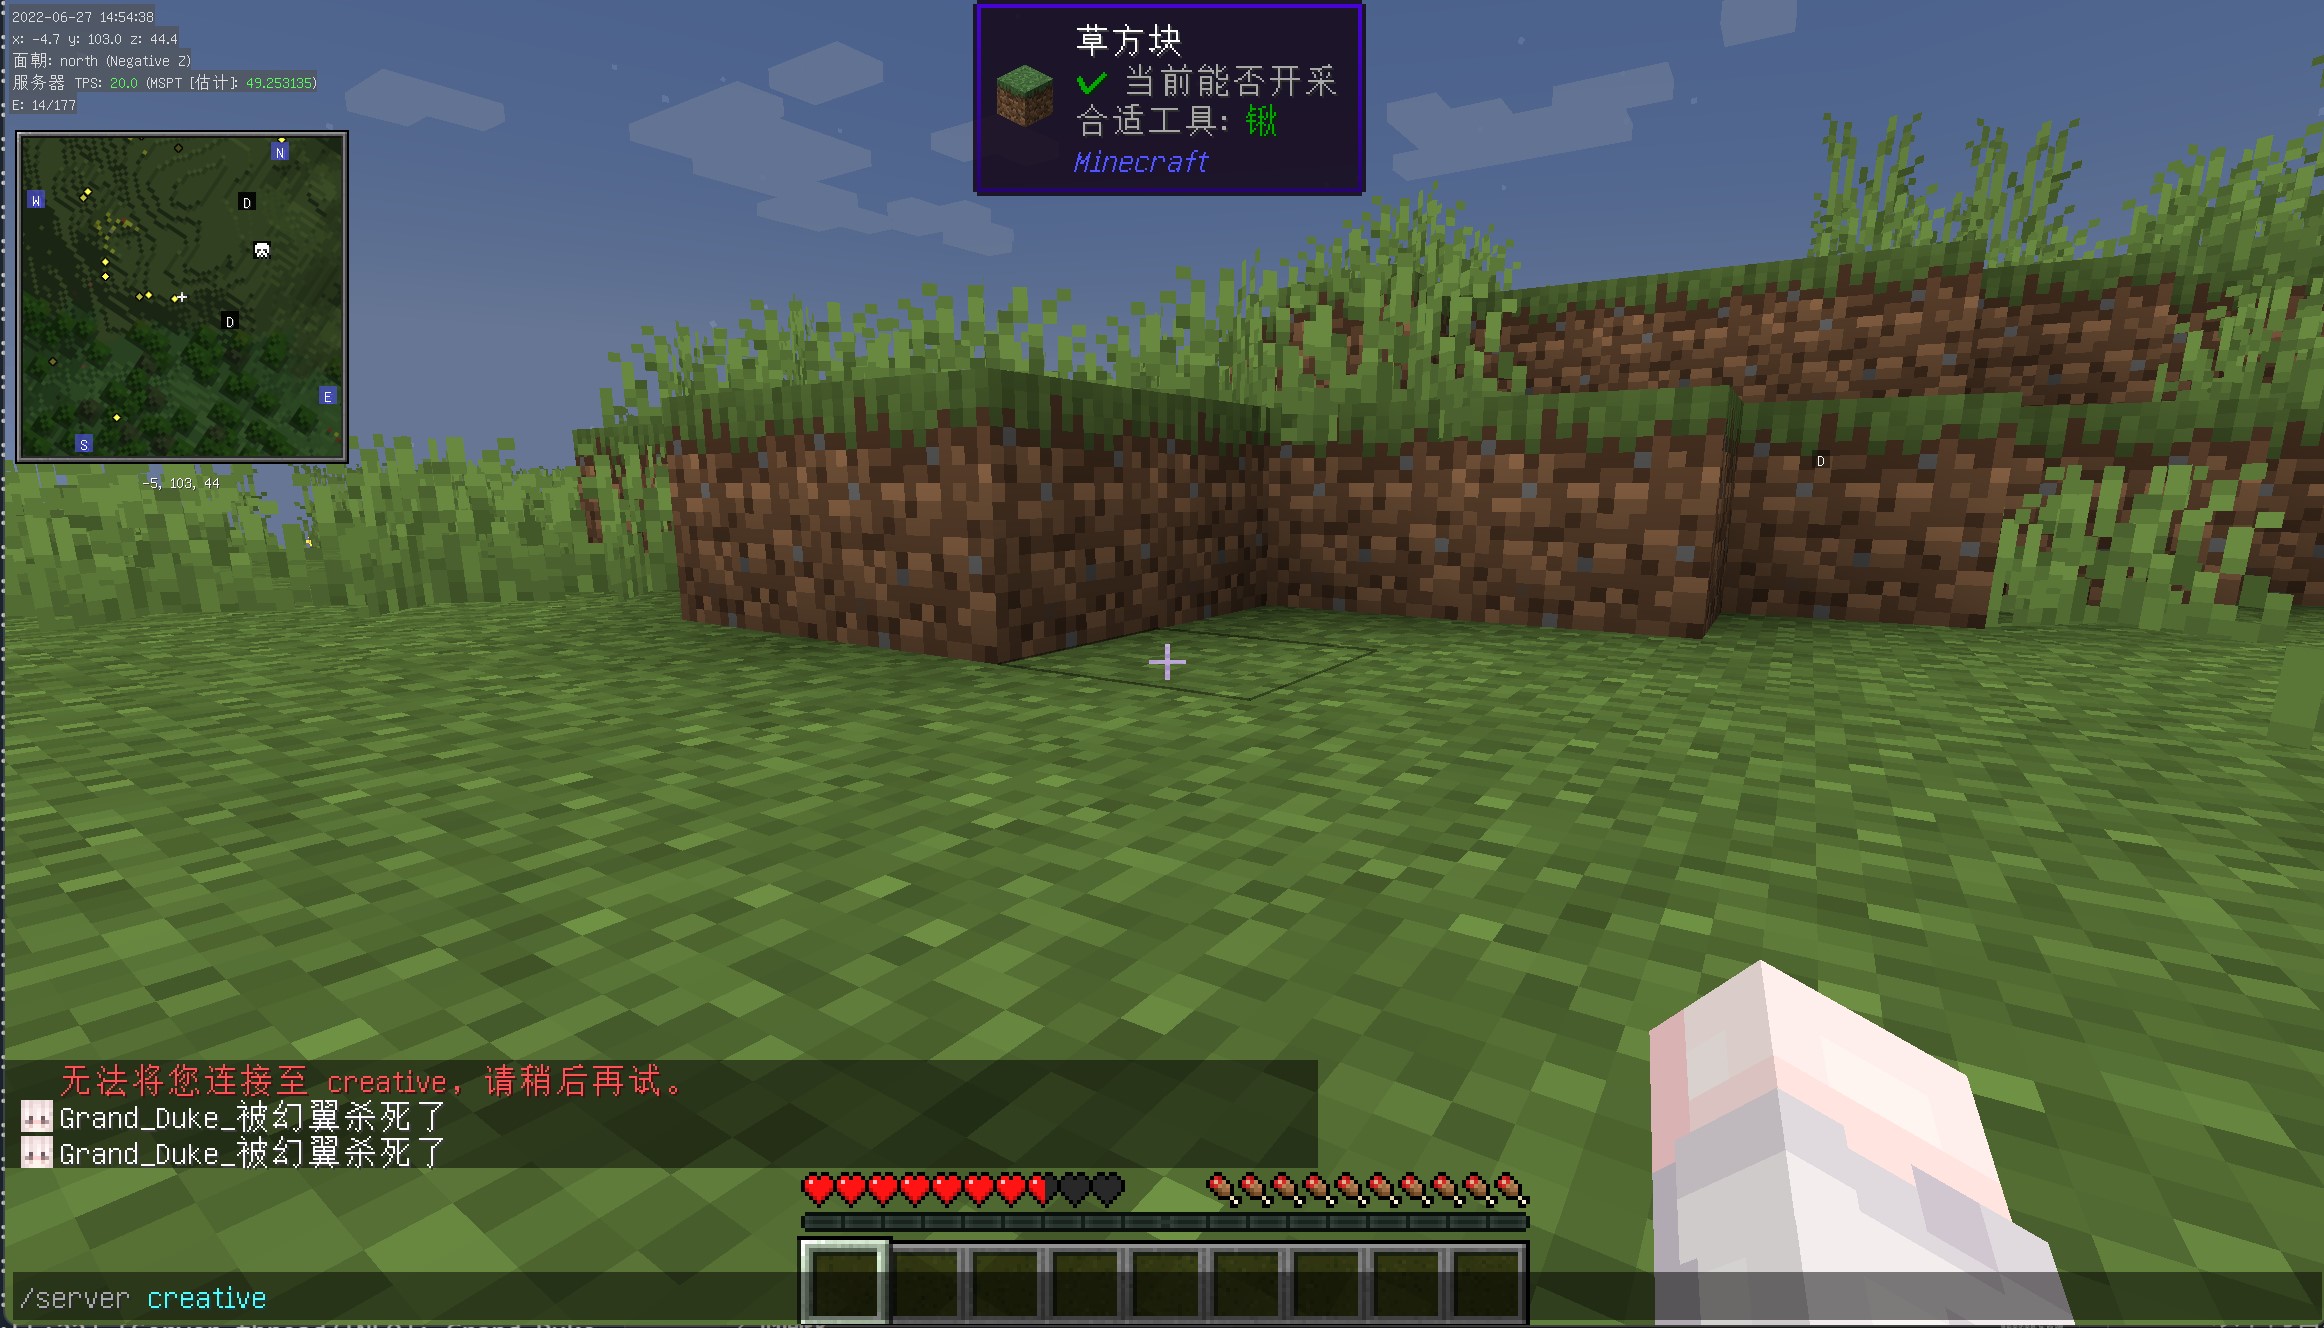 2022-06-27 14:54:38
x: -4.7 y: 103.0 z: 44.4
面朝: north (Negative Z)
服务器 TPS: 20.0 (MSPT [估计]: 49.253135)
E: 14/177
草方块
✔ 当前能否开采
合适工具: 锹
Minecraft
N
W
D
D
E
S
-5, 103, 44
D
无法将您连接至 creative，请稍后再试。
Grand_Duke_被幻翼杀死了
Grand_Duke_被幻翼杀死了
/server creative